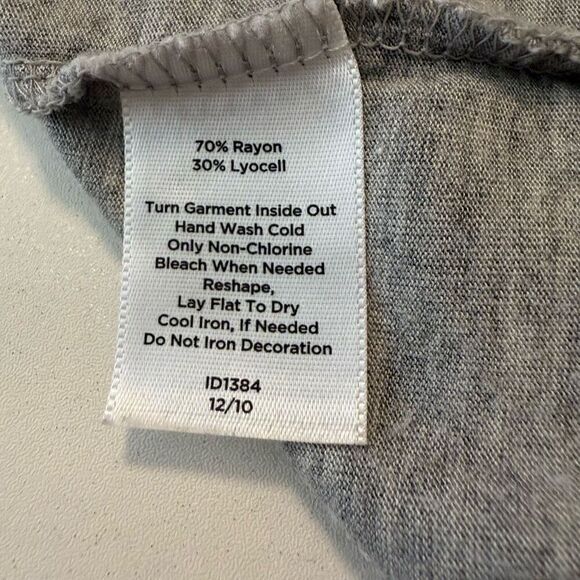 70% Rayon
30% Lyocell
Turn Garment Inside Out
Hand Wash Cold
Only Non-Chlorine
Bleach When Needed
Reshape,
Lay Flat To Dry
Cool Iron, If Needed
Do Not Iron Decoration
ID1384
12/10